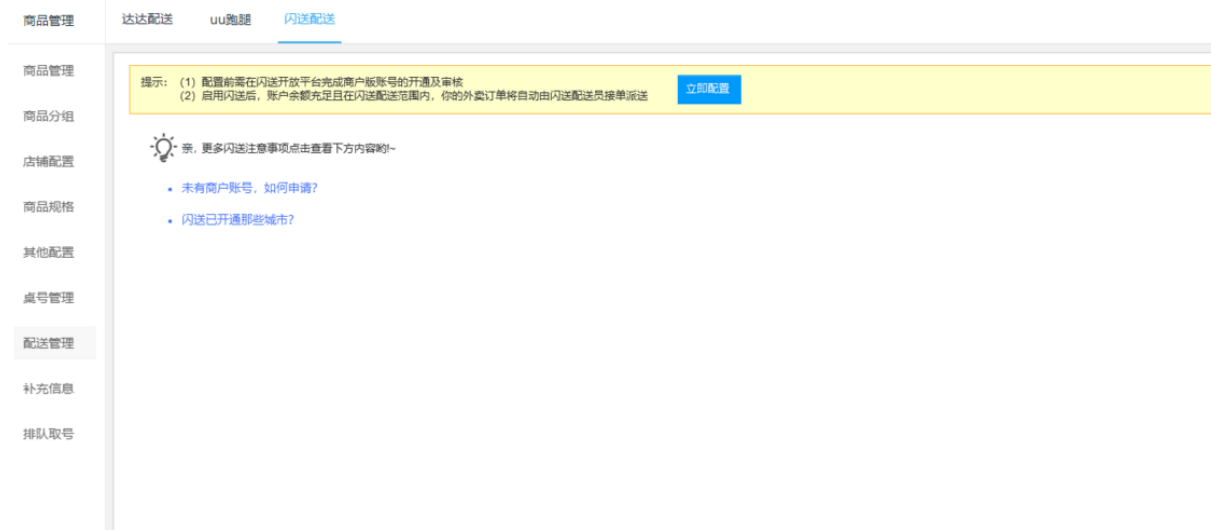 商品管理
达达配送 uu跑腿 闪送配送
商品管理
商品分组
店铺配置
商品规格
其他配置
桌号管理
配送管理
补充信息
排队取号
提示: (1) 配置前需在闪送开放平台完成商户版账号的开通及审核
(2) 启用闪送后，账户余额充足且在闪送配送范围内，你的外卖订单将自动由闪送配送员接单派送
立即配置
亲, 更多闪送注意事项点击查看下方内容哟!~
未有商户账号，如何申请?
闪送已开通那些城市?